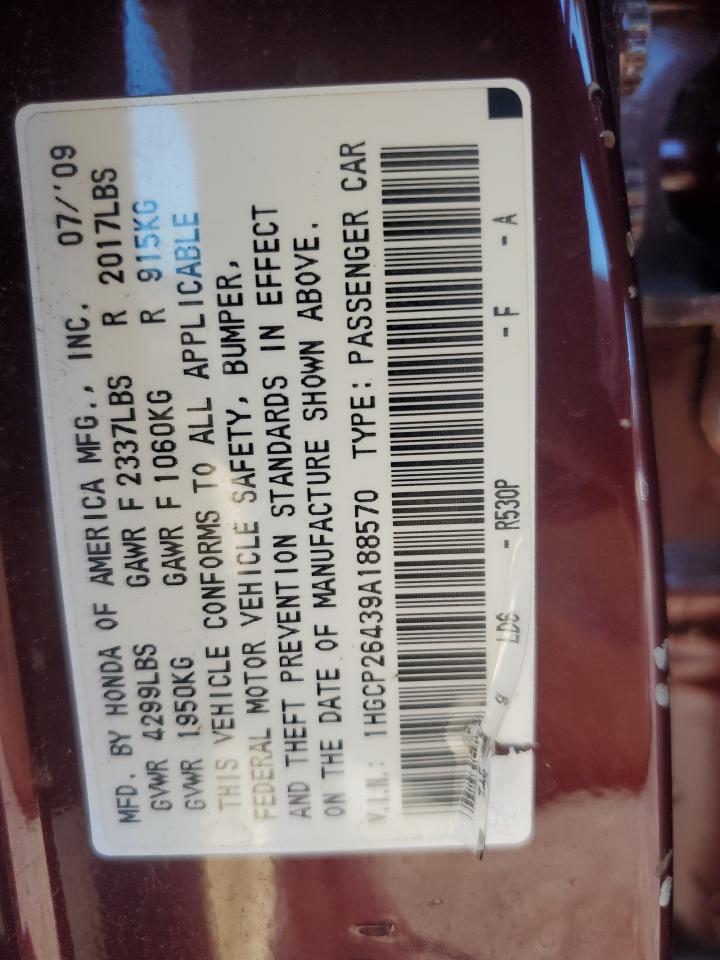 MFD. BY HONDA OF AMERICA MFG., INC. 07/'09
GVWR 4299LBS GAWR F 2337LBS R 2017LBS
GVWR 1950KG GAWR F 1060KG R 915KG
THIS VEHICLE CONFORMS TO ALL APPLICABLE
FEDERAL MOTOR VEHICLE SAFETY, BUMPER,
AND THEFT PREVENTION STANDARDS IN EFFECT
ON THE DATE OF MANUFACTURE SHOWN ABOVE.
V.I.N.: 1HGCP26439A188570 TYPE: PASSENGER CAR
LDG - R530P - F - A